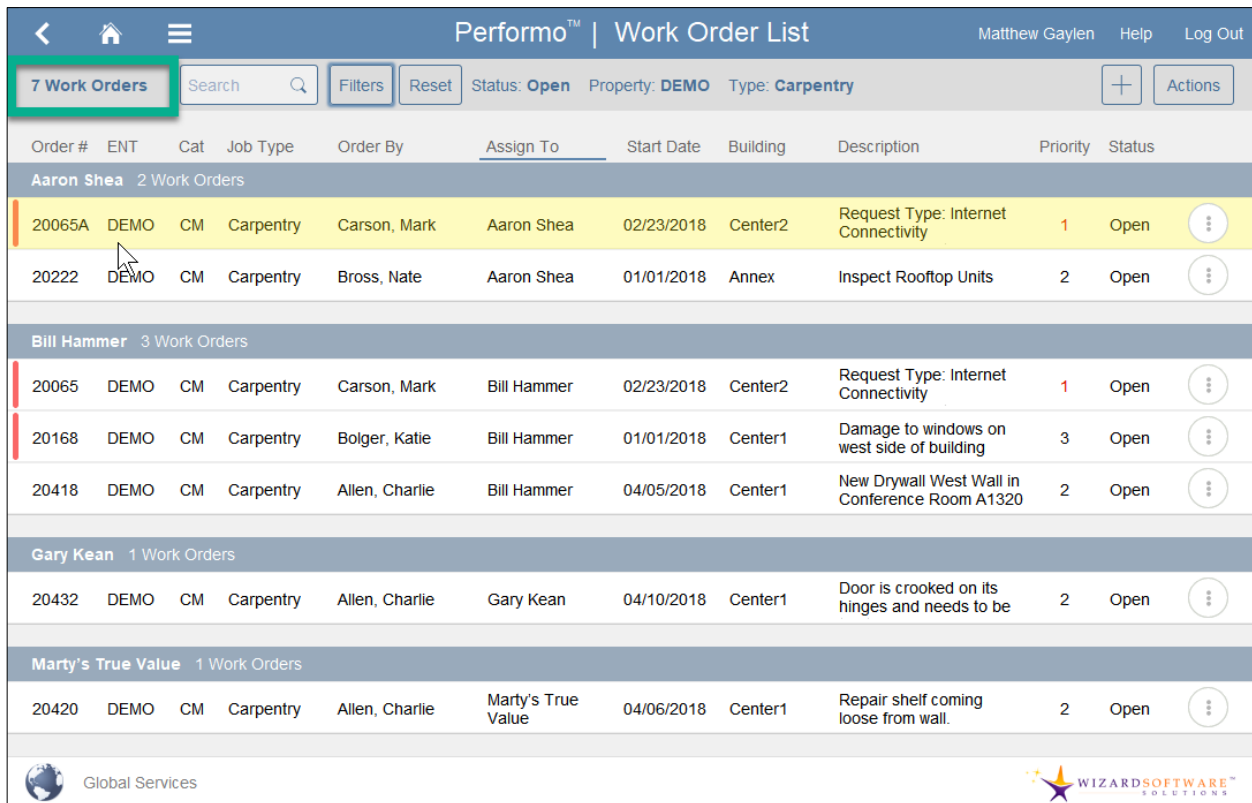 Performo™ | Work Order List Matthew Gaylen Help Log Out
7 Work Orders Search Filters Reset Status: Open Property: DEMO Type: Carpentry + Actions
Order # ENT Cat Job Type Order By Assign To Start Date Building Description Priority Status
Aaron Shea 2 Work Orders
20065A DEMO CM Carpentry Carson, Mark Aaron Shea 02/23/2018 Center2 Request Type: Internet Connectivity 1 Open
20222 DEMO CM Carpentry Bross, Nate Aaron Shea 01/01/2018 Annex Inspect Rooftop Units 2 Open
Bill Hammer 3 Work Orders
20065 DEMO CM Carpentry Carson, Mark Bill Hammer 02/23/2018 Center2 Request Type: Internet Connectivity 1 Open
20168 DEMO CM Carpentry Bolger, Katie Bill Hammer 01/01/2018 Center1 Damage to windows on west side of building 3 Open
20418 DEMO CM Carpentry Allen, Charlie Bill Hammer 04/05/2018 Center1 New Drywall West Wall in Conference Room A1320 2 Open
Gary Kean 1 Work Orders
20432 DEMO CM Carpentry Allen, Charlie Gary Kean 04/10/2018 Center1 Door is crooked on its hinges and needs to be 2 Open
Marty's True Value 1 Work Orders
20420 DEMO CM Carpentry Allen, Charlie Marty's True Value 04/06/2018 Center1 Repair shelf coming loose from wall. 2 Open
Global Services WIZARDSOFTWARE™
SOLUTIONS